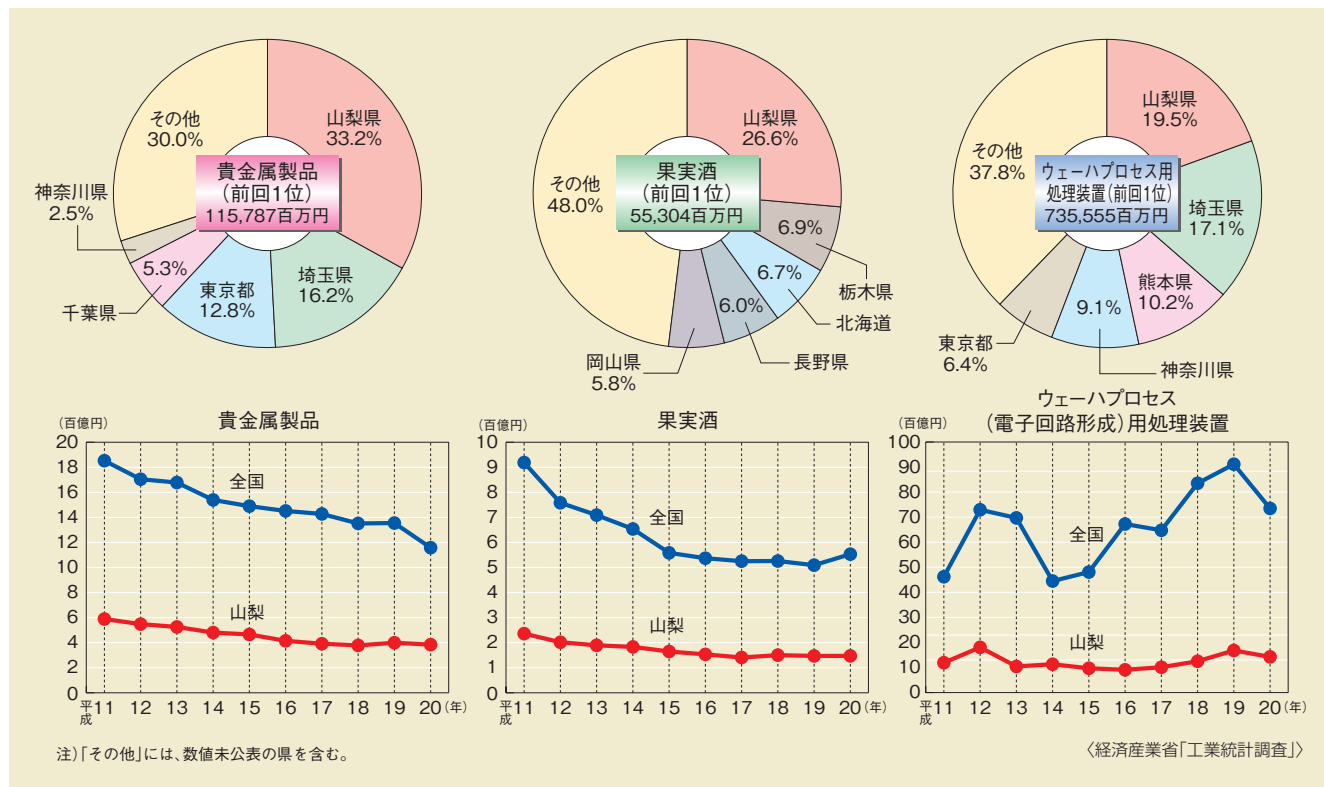 山梨県
33.2%
埼玉県
16.2%
東京都
12.8%
5.3%
千葉県
神奈川県
2.5%
その他
30.0%
貴金属製品
(前回1位)
115,787百万円
山梨県
26.6%
6.9%
栃木県
6.7%
北海道
6.0%
長野県
岡山県
5.8%
その他
48.0%
果実酒
(前回1位)
55,304百万円
山梨県
19.5%
埼玉県
17.1%
熊本県
10.2%
9.1%
神奈川県
東京都
6.4%
その他
37.8%
ウェーハプロセス用
処理装置(前回1位)
735,555百万円
貴金属製品
(百億円)
20
18
16
14
12
10
8
6
4
2
0
全国
山梨
平成
11 12 13 14 15 16 17 18 19 20(年)
果実酒
(百億円)
10
9
8
7
6
5
4
3
2
1
0
全国
山梨
平成
11 12 13 14 15 16 17 18 19 20(年)
ウェーハプロセス
(電子回路形成)用処理装置
(百億円)
100
90
80
70
60
50
40
30
20
10
0
全国
山梨
平成
11 12 13 14 15 16 17 18 19 20(年)
注)「その他」には、数値未公表の県を含む。
〈経済産業省「工業統計調査」〉